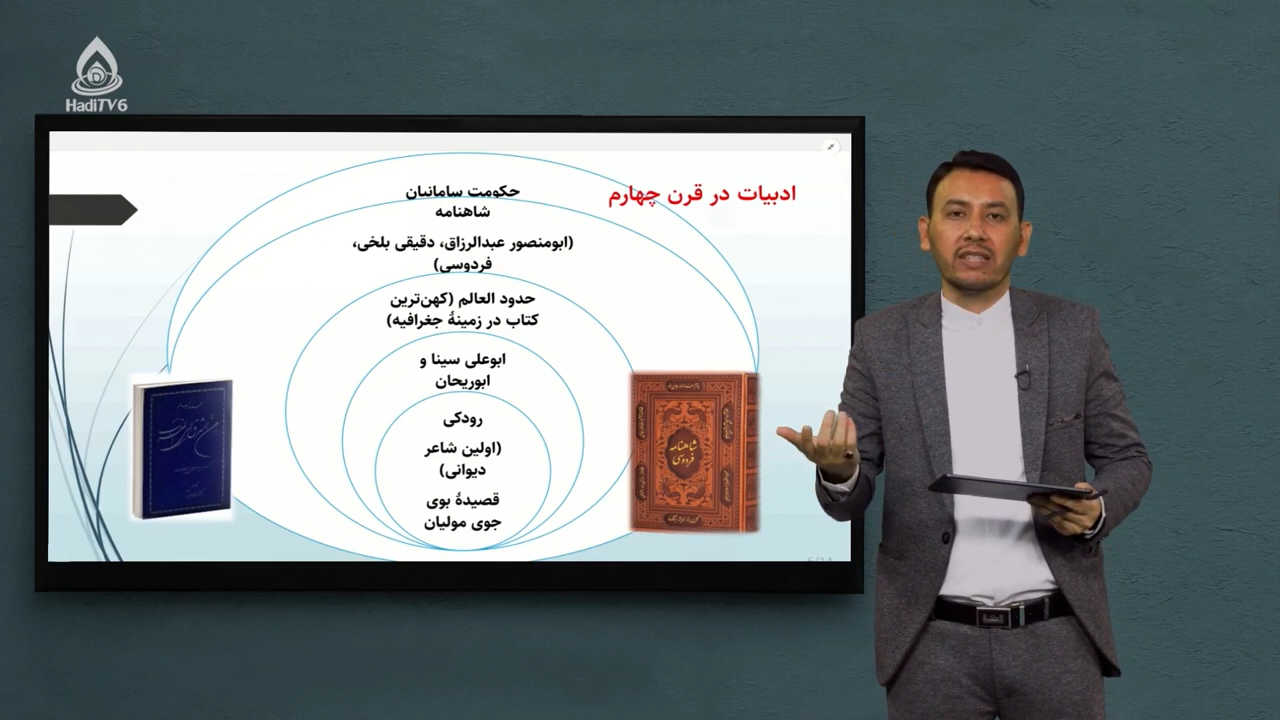 HadiTV6
ادبیات در قرن چهارم
حکومت سامانیان
شاهنامه
(ابومنصور عبدالرزاق، دقیقی بلخی،
فردوسی)
حدود العالم (کهن‌ترین
کتاب در زمینهٔ جغرافیه)
ابوعلی سینا و
ابوریحان
رودکی
(اولین شاعر
دیوانی)
قصیدهٔ بوی
جوی مولیان
شاهنامه
فردوسی